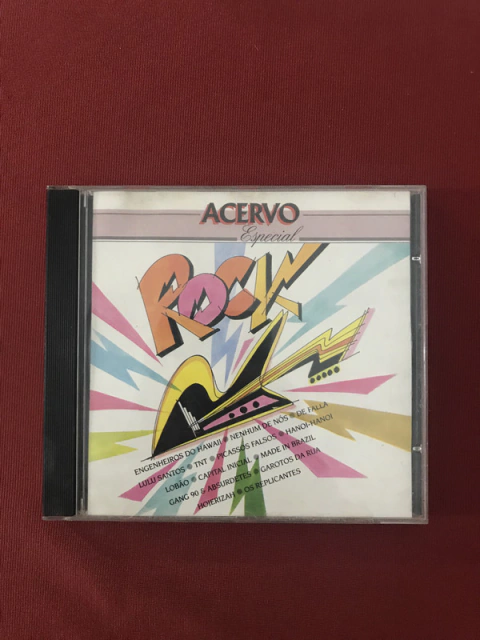 ACERVO
Especial
ROCK
ENGENHEIROS DO HAWAII • NENHUM DE NÓS • DE FALLA
LULU SANTOS • TNT • PICASSOS FALSOS • HANOI-HANOI
LOBÃO • CAPITAL INICIAL • MADE IN BRAZIL
GANG 90 & ABSURDETES • GAROTOS DA RUA
HOJERIZAH • OS REPLICANTES